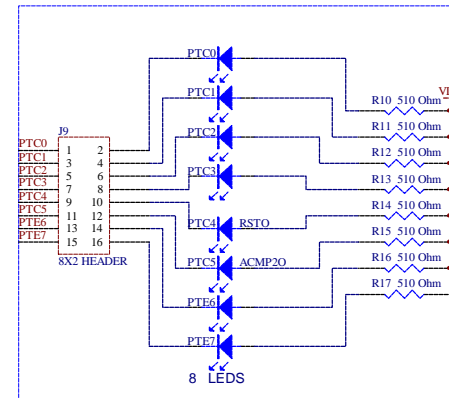 PTC0
PTC1
R10 510 Ohm
R11 510 Ohm
J9
PTC2
R12 510 Ohm
PTC0 1 2
PTC1 3 4
PTC2 5 6
PTC3 7 8
PTC4 9 10
PTC5 11 12
PTE6 13 14
PTE7 15 16
8X2 HEADER
PTC3
R13 510 Ohm
PTC4 RSTO
R14 510 Ohm
R15 510 Ohm
PTC5 ACMP2O
R16 510 Ohm
R17 510 Ohm
PTE6
PTE7
8 LEDS